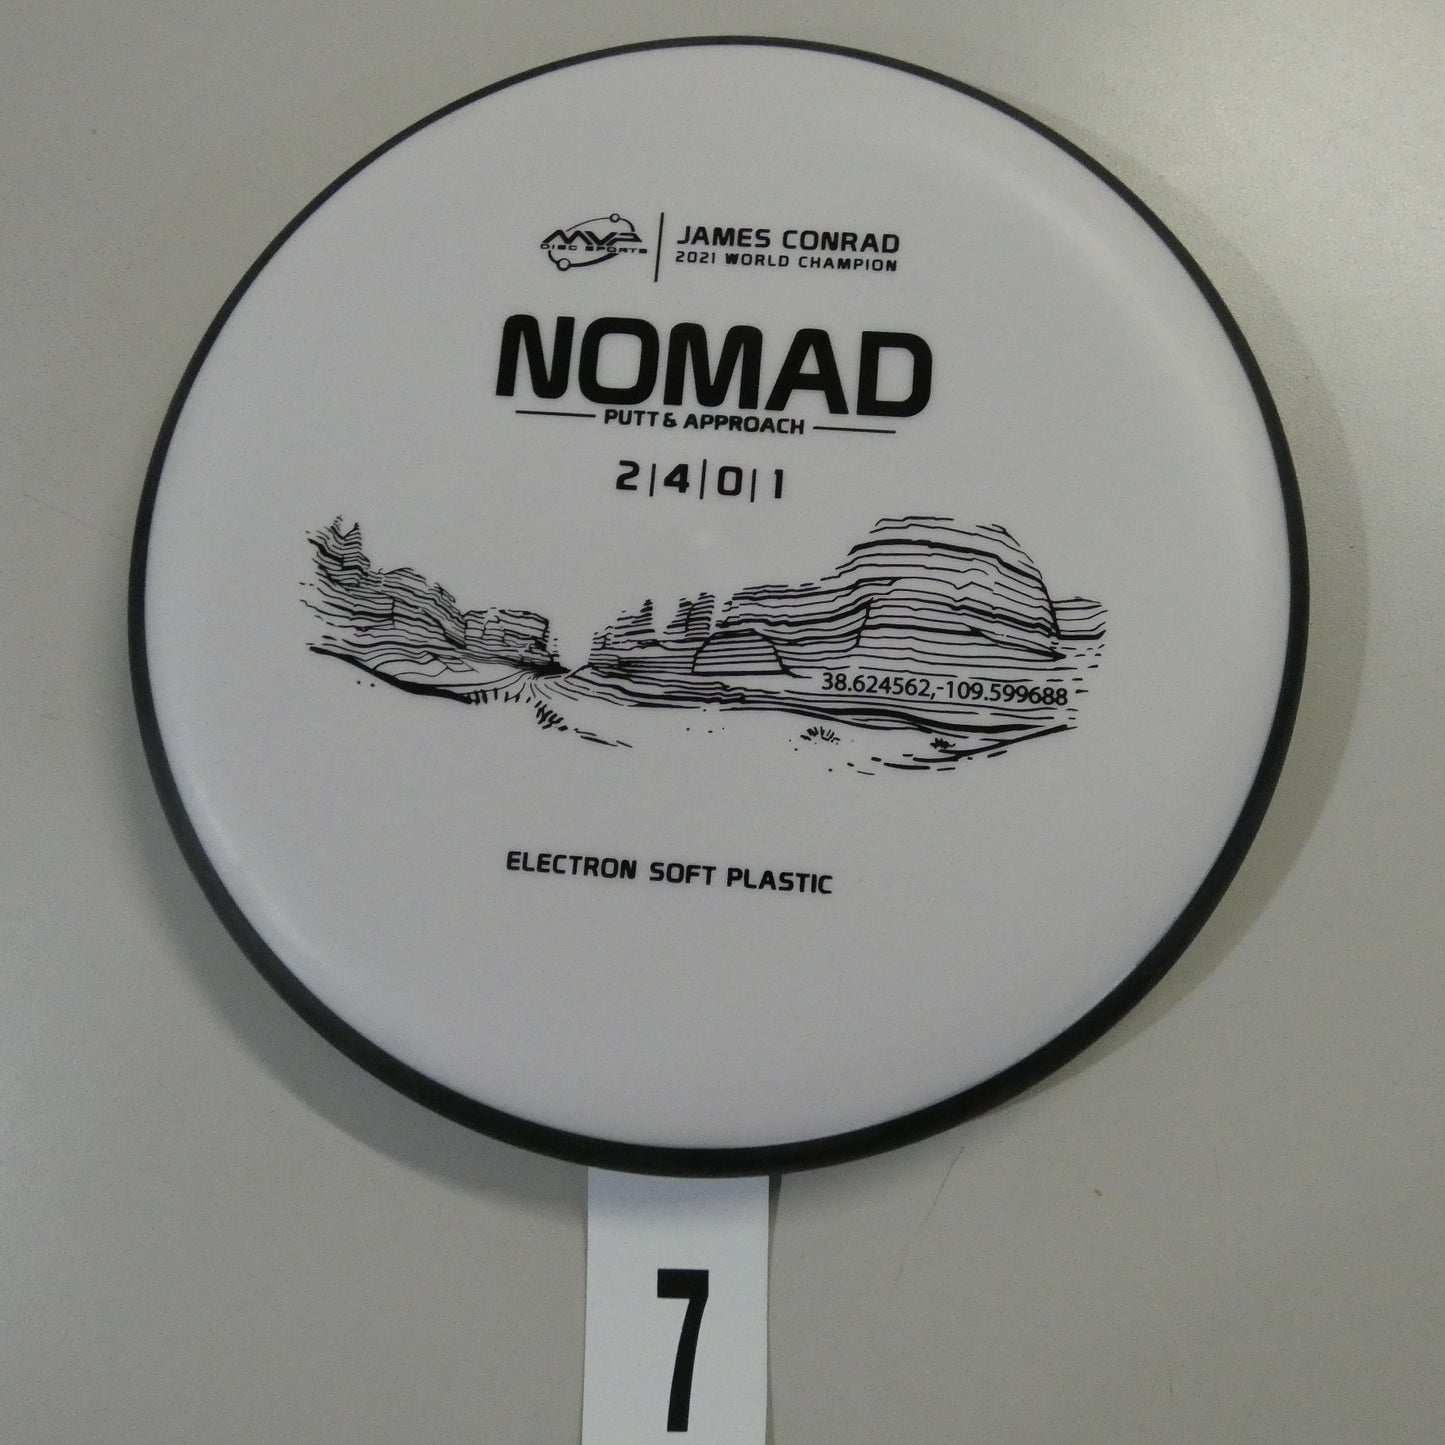 MVP
DISC SPORTS
JAMES CONRAD
2021 WORLD CHAMPION
NOMAD
PUTT & APPROACH
2|4|0|1
38.624562,-109.599688
ELECTRON SOFT PLASTIC
7